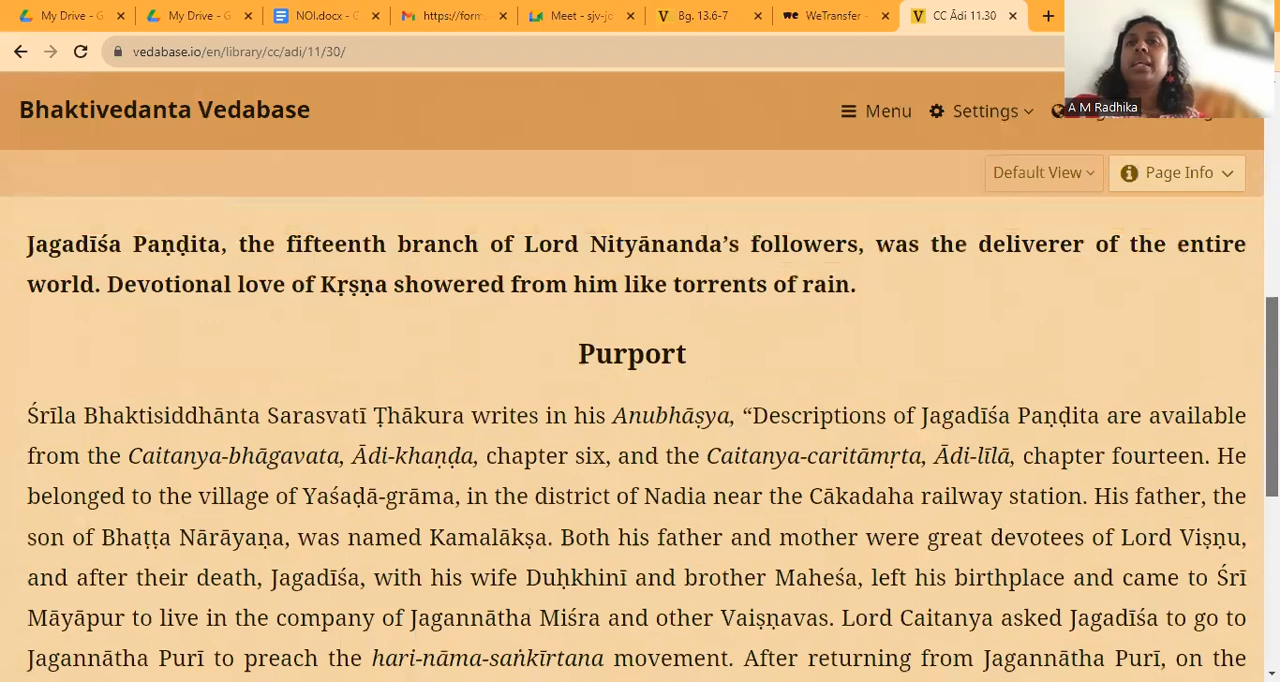 My Drive - G
My Drive - G
NOI.docx - G
https://form
Meet - sjv-jc
Bg. 13.6-7
WeTransfer -
CC Ādi 11.30
vedabase.io/en/library/cc/adi/11/30/
A M Radhika
Bhaktivedanta Vedabase
Menu
Settings
Default View
Page Info
Jagadīśa Paṇḍita, the fifteenth branch of Lord Nityānanda’s followers, was the deliverer of the entire
world. Devotional love of Kṛṣṇa showered from him like torrents of rain.
Purport
Śrīla Bhaktisiddhānta Sarasvatī Ṭhākura writes in his Anubhāṣya, “Descriptions of Jagadīśa Paṇḍita are available
from the Caitanya-bhāgavata, Ādi-khaṇḍa, chapter six, and the Caitanya-caritāmṛta, Ādi-līlā, chapter fourteen. He
belonged to the village of Yaśaḍā-grāma, in the district of Nadia near the Cākadaha railway station. His father, the
son of Bhaṭṭa Nārāyaṇa, was named Kamalākṣa. Both his father and mother were great devotees of Lord Viṣṇu,
and after their death, Jagadīśa, with his wife Duḥkhinī and brother Maheśa, left his birthplace and came to Śrī
Māyāpur to live in the company of Jagannātha Miśra and other Vaiṣṇavas. Lord Caitanya asked Jagadīśa to go to
Jagannātha Purī to preach the hari-nāma-saṅkīrtana movement. After returning from Jagannātha Purī, on the